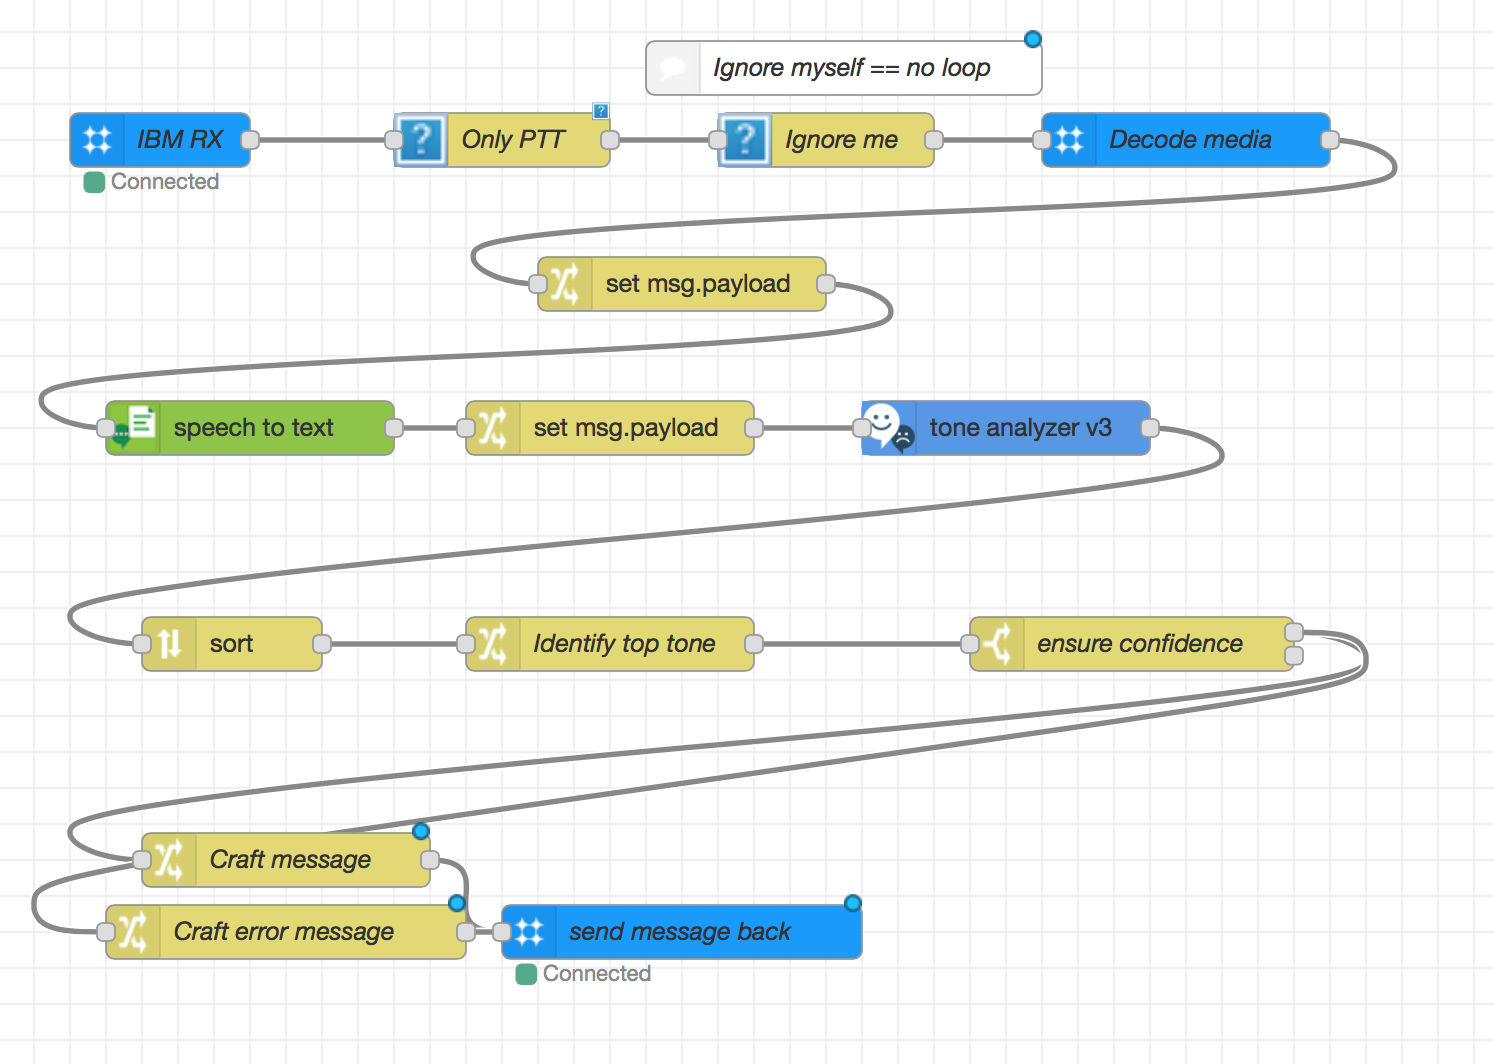 Ignore myself == no loop
IBM RX
Only PTT
?
Ignore me
Decode media
Connected
set msg.payload
speech to text
set msg.payload
tone analyzer v3
sort
Identify top tone
ensure confidence
Craft message
Craft error message
send message back
Connected